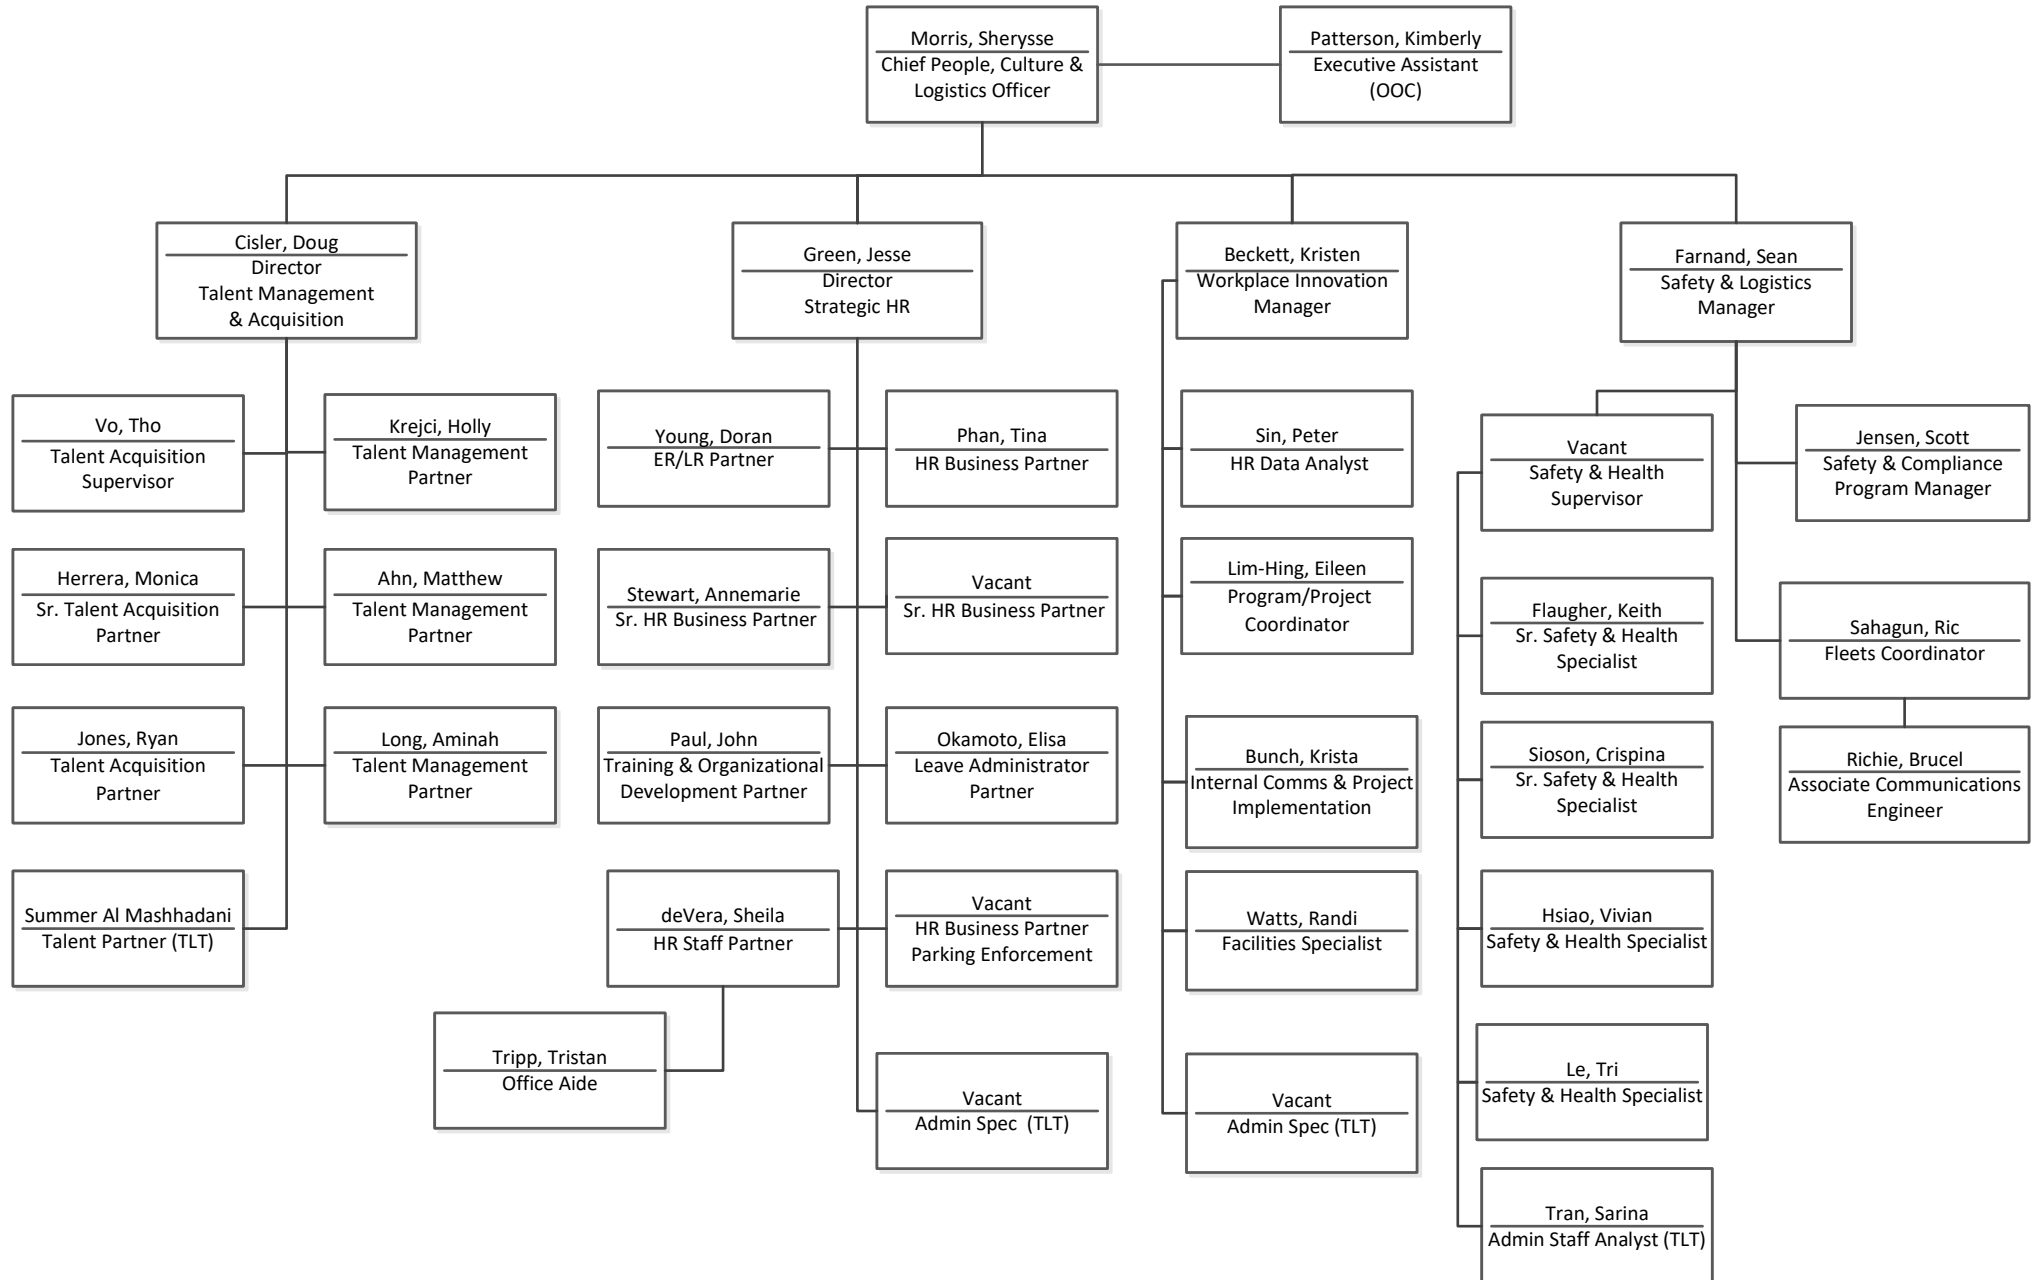 Morris, Sherysse
Chief People, Culture &
Logistics Officer
Patterson, Kimberly
Executive Assistant
(OOC)
Cisler, Doug
Director
Talent Management
& Acquisition
Green, Jesse
Director
Strategic HR
Beckett, Kristen
Workplace Innovation
Manager
Farnand, Sean
Safety & Logistics
Manager
Vo, Tho
Talent Acquisition
Supervisor
Krejci, Holly
Talent Management
Partner
Herrera, Monica
Sr. Talent Acquisition
Partner
Ahn, Matthew
Talent Management
Partner
Jones, Ryan
Talent Acquisition
Partner
Long, Aminah
Talent Management
Partner
Summer Al Mashhadani
Talent Partner (TLT)
Young, Doran
ER/LR Partner
Phan, Tina
HR Business Partner
Stewart, Annemarie
Sr. HR Business Partner
Vacant
Sr. HR Business Partner
Paul, John
Training & Organizational
Development Partner
Okamoto, Elisa
Leave Administrator
Partner
deVera, Sheila
HR Staff Partner
Vacant
HR Business Partner
Parking Enforcement
Tripp, Tristan
Office Aide
Vacant
Admin Spec  (TLT)
Sin, Peter
HR Data Analyst
Lim-Hing, Eileen
Program/Project
Coordinator
Bunch, Krista
Internal Comms & Project
Implementation
Watts, Randi
Facilities Specialist
Vacant
Admin Spec (TLT)
Vacant
Safety & Health
Supervisor
Jensen, Scott
Safety & Compliance
Program Manager
Flaugher, Keith
Sr. Safety & Health
Specialist
Sahagun, Ric
Fleets Coordinator
Sioson, Crispina
Sr. Safety & Health
Specialist
Richie, Brucel
Associate Communications
Engineer
Hsiao, Vivian
Safety & Health Specialist
Le, Tri
Safety & Health Specialist
Tran, Sarina
Admin Staff Analyst (TLT)